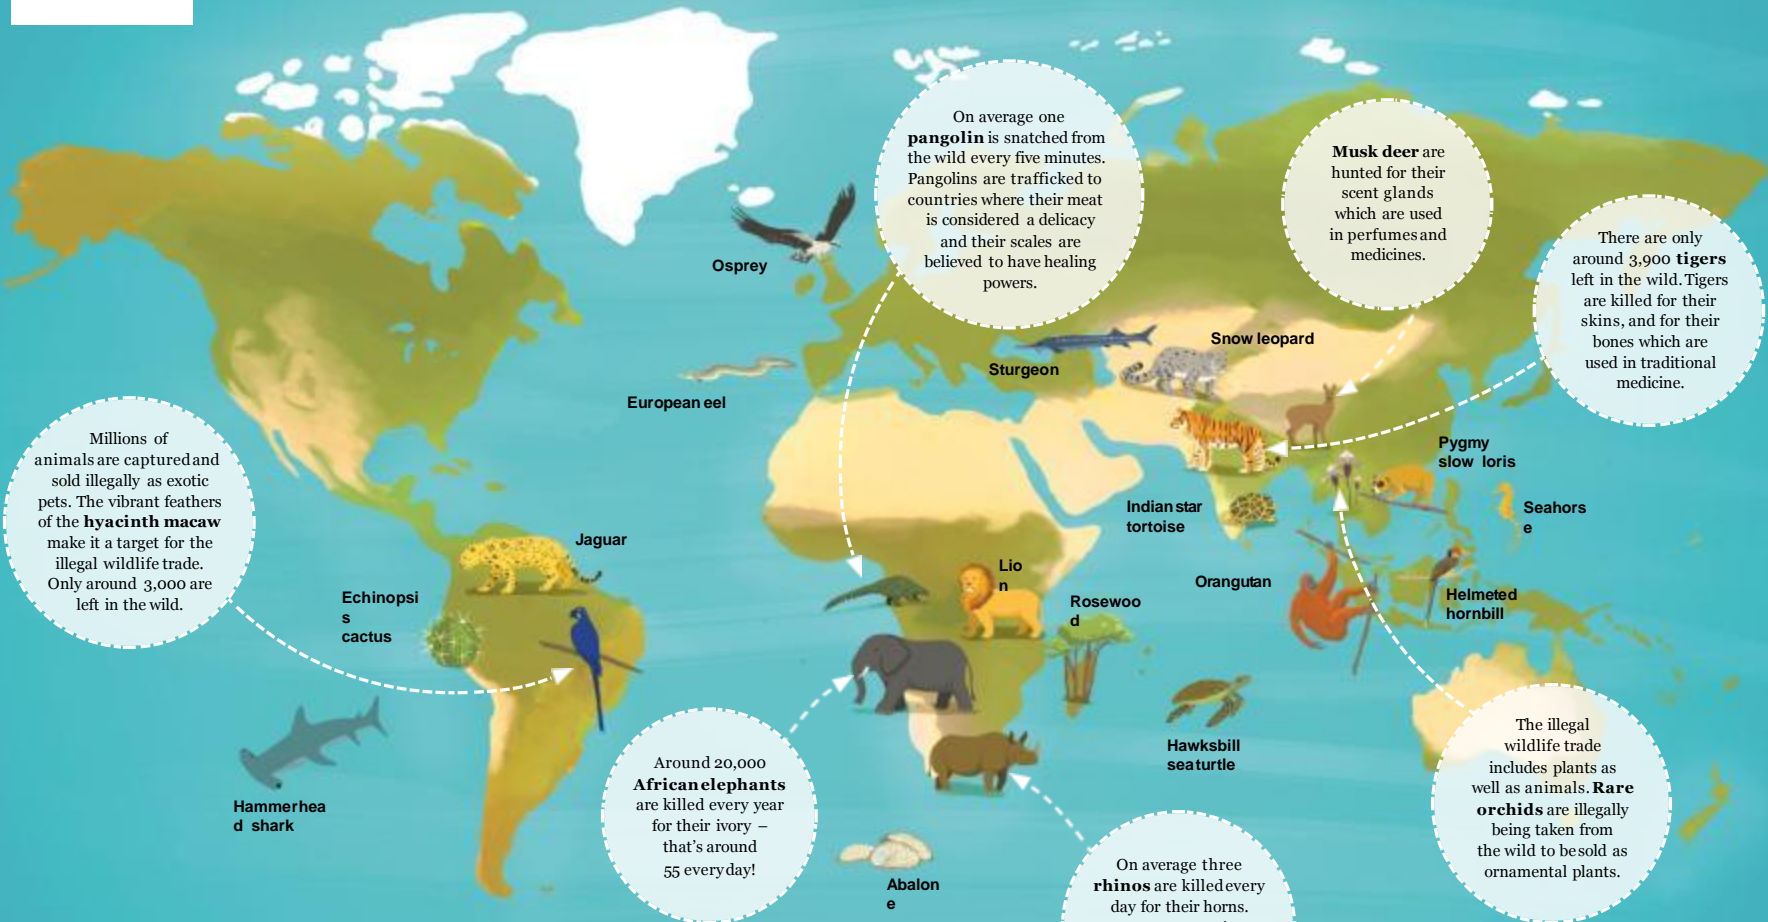 On average one
pangolin is snatched from
the wild every five minutes.
Pangolins are trafficked to
countries where their meat
is considered a delicacy
and their scales are
believed to have healing
powers.
Musk deer are
hunted for their
scent glands
which are used
in perfumes and
medicines.
There are only
around 3,900 tigers
left in the wild. Tigers
are killed for their
skins, and for their
bones which are
used in traditional
medicine.
Osprey
Snow leopard
Sturgeon
European eel
Millions of
animals are captured and
sold illegally as exotic
pets. The vibrant feathers
of the hyacinth macaw
make it a target for the
illegal wildlife trade.
Only around 3,000 are
left in the wild.
Pygmy
slow loris
Indian star
tortoise
Seahors
e
Jaguar
Lio
n
Orangutan
Echinopsi
s
cactus
Rosewoo
d
Helmeted
hornbill
Hawksbill
sea turtle
Hammerhea
d shark
Around 20,000
African elephants
are killed every year
for their ivory –
that's around
55 every day!
The illegal
wildlife trade
includes plants as
well as animals. Rare
orchids are illegally
being taken from
the wild to be sold as
ornamental plants.
Abalon
e
On average three
rhinos are killed every
day for their horns.